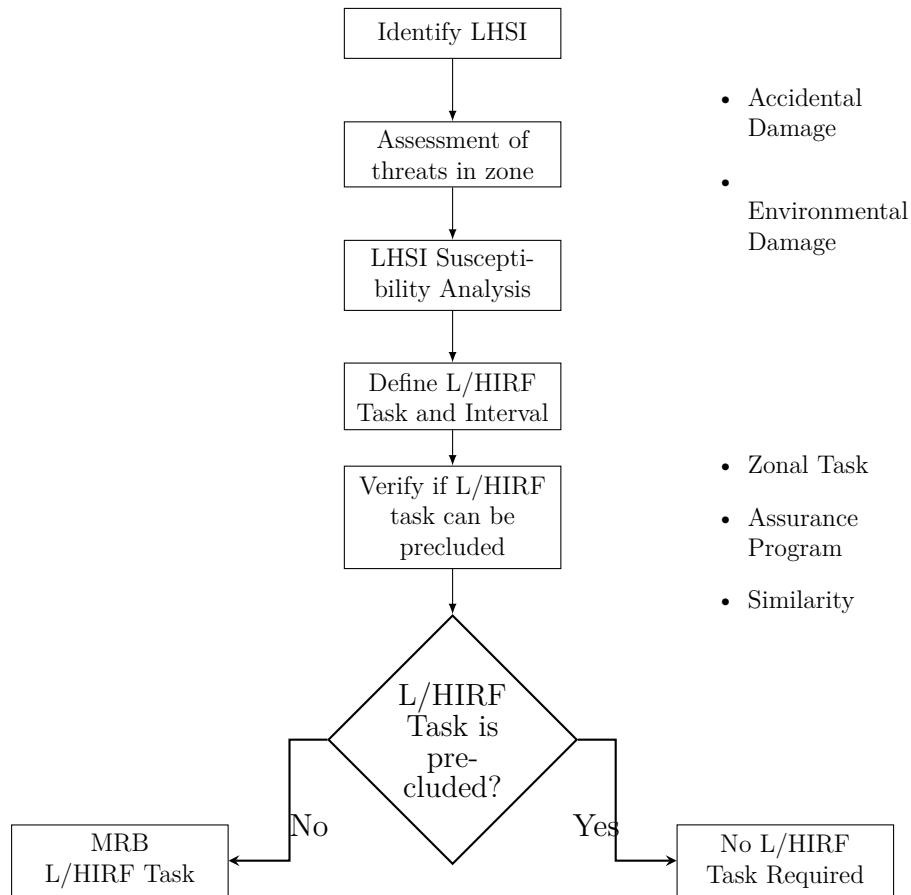 Identify LHSI
• Accidental
Damage
Assessment of
threats in zone
•
Environmental
Damage
LHSI Suscepti-
bility Analysis
Define L/HIRF
Task and Interval
Verify if L/HIRF
task can be
precluded
• Zonal Task
• Assurance
Program
• Similarity
L/HIRF
Task is
pre-
cluded?
No
Yes
MRB
L/HIRF Task
No L/HIRF
Task Required